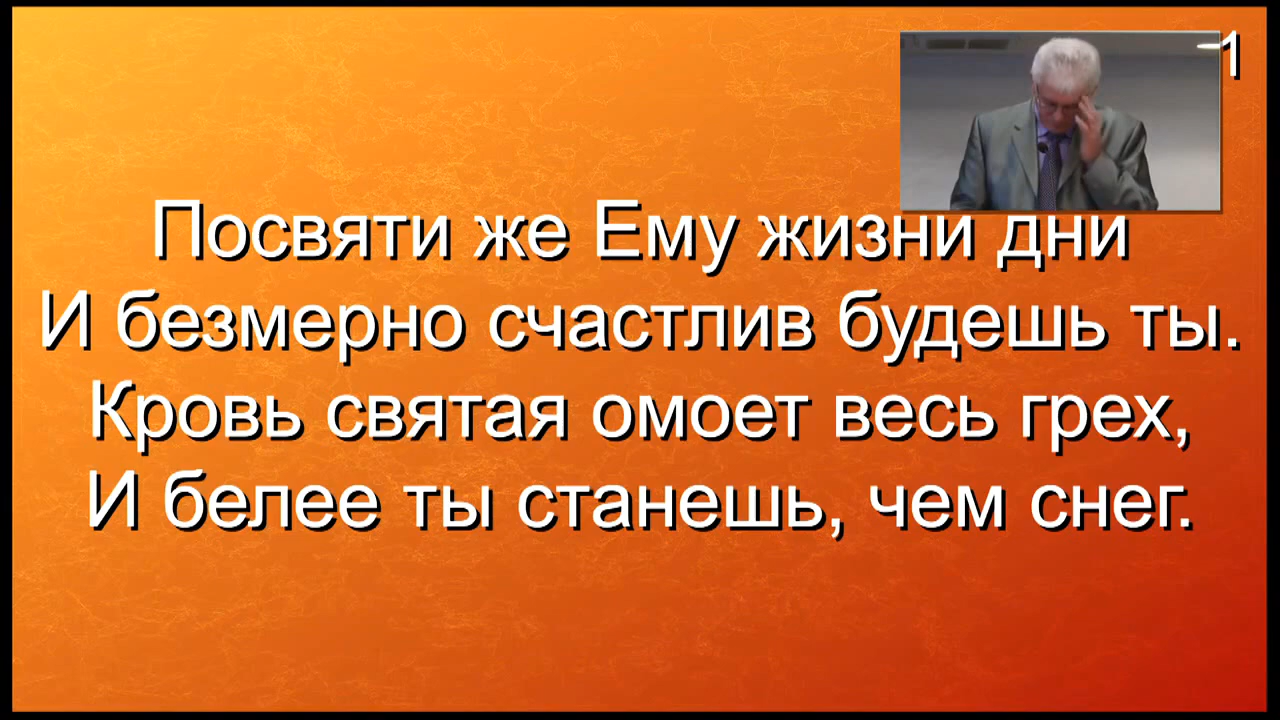 1
Посвяти же Ему жизни дни
И безмерно счастлив будешь ты.
Кровь святая омоет весь грех,
И белее ты станешь, чем снег.